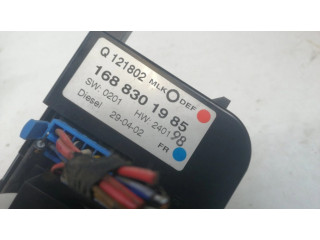 Q 121802 MLK DEF
168 830 19 85
SW: 0201 HW: 2401
98
Diesel 29-04-02
FR